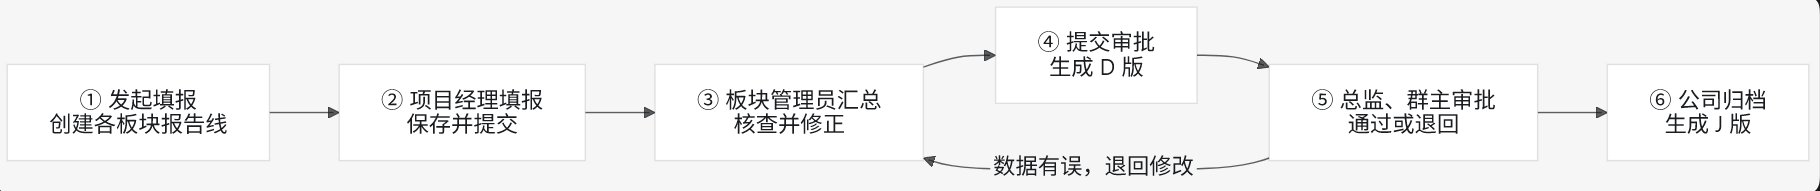 ① 发起填报
创建各板块报告线
② 项目经理填报
保存并提交
③ 板块管理员汇总
核查并修正
④ 提交审批
生成 D 版
⑤ 总监、群主审批
通过或退回
⑥ 公司归档
生成 J 版
数据有误，退回修改